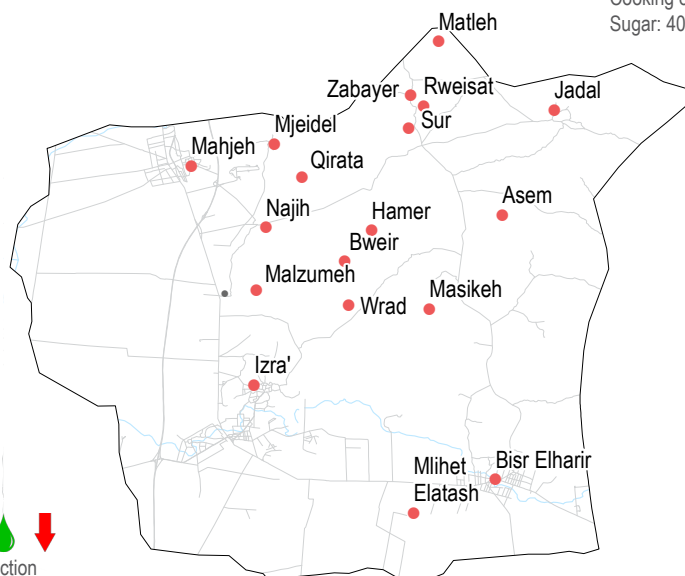 Sugar: 40
Matleh
Zabayer
Rweisat
Jadal
Sur
Mjeidel
Mahjeh
Qirata
Asem
Najih
Hamer
Bweir
Malzumeh
Wrad
Masikeh
Izra'
Mlihet
Elatash
Bisr Elharir
ction